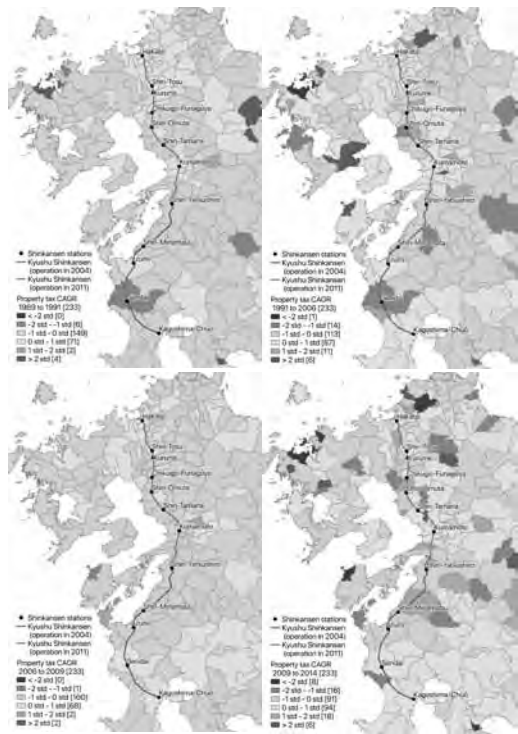 Hakata
Shin-Tosu
Kurume
Chikugo-Funagoya
Shin-Omuta
Shin-Tamana
Kumamoto
Shin-Yatsushiro
Shin-Minamata
Izumi
Kagoshima-Chuo
Shinkansen stations
Kyushu Shinkansen
(operation in 2004)
Kyushu Shinkansen
(operation in 2011)
Property tax CAGR
1989 to 1991 [233]
< -2 std [0]
-2 std - -1 std [6]
-1 std - 0 std [149]
0 std - 1 std [71]
1 std - 2 std [2]
> 2 std [4]
Hakata
Shin-Tosu
Kurume
Chikugo-Funagoya
Shin-Omuta
Shin-Tamana
Kumamoto
Shin-Yatsushiro
Shin-Minamata
Izumi
Kagoshima-Chuo
Shinkansen stations
Kyushu Shinkansen
(operation in 2004)
Kyushu Shinkansen
(operation in 2011)
Property tax CAGR
1991 to 2006 [233]
< -2 std [1]
-2 std - -1 std [14]
-1 std - 0 std [113]
0 std - 1 std [87]
1 std - 2 std [11]
> 2 std [6]
Hakata
Shin-Tosu
Kurume
Chikugo-Funagoya
Shin-Omuta
Shin-Tamana
Kumamoto
Shin-Yatsushiro
Shin-Minamata
Izumi
Sendai
Kagoshima-Chuo
Shinkansen stations
Kyushu Shinkansen
(operation in 2004)
Kyushu Shinkansen
(operation in 2011)
Property tax CAGR
2006 to 2009 [233]
< -2 std [0]
-2 std - -1 std [1]
-1 std - 0 std [160]
0 std - 1 std [68]
1 std - 2 std [2]
> 2 std [2]
Hakata
Shin-Tosu
Kurume
Chikugo-Funagoya
Shin-Omuta
Shin-Tamana
Kumamoto
Shin-Yatsushiro
Shin-Minamata
Izumi
Sendai
Kagoshima-Chuo
Shinkansen stations
Kyushu Shinkansen
(operation in 2004)
Kyushu Shinkansen
(operation in 2011)
Property tax CAGR
2009 to 2014 [233]
< -2 std [8]
-2 std - -1 std [16]
-1 std - 0 std [91]
0 std - 1 std [94]
1 std - 2 std [18]
> 2 std [6]